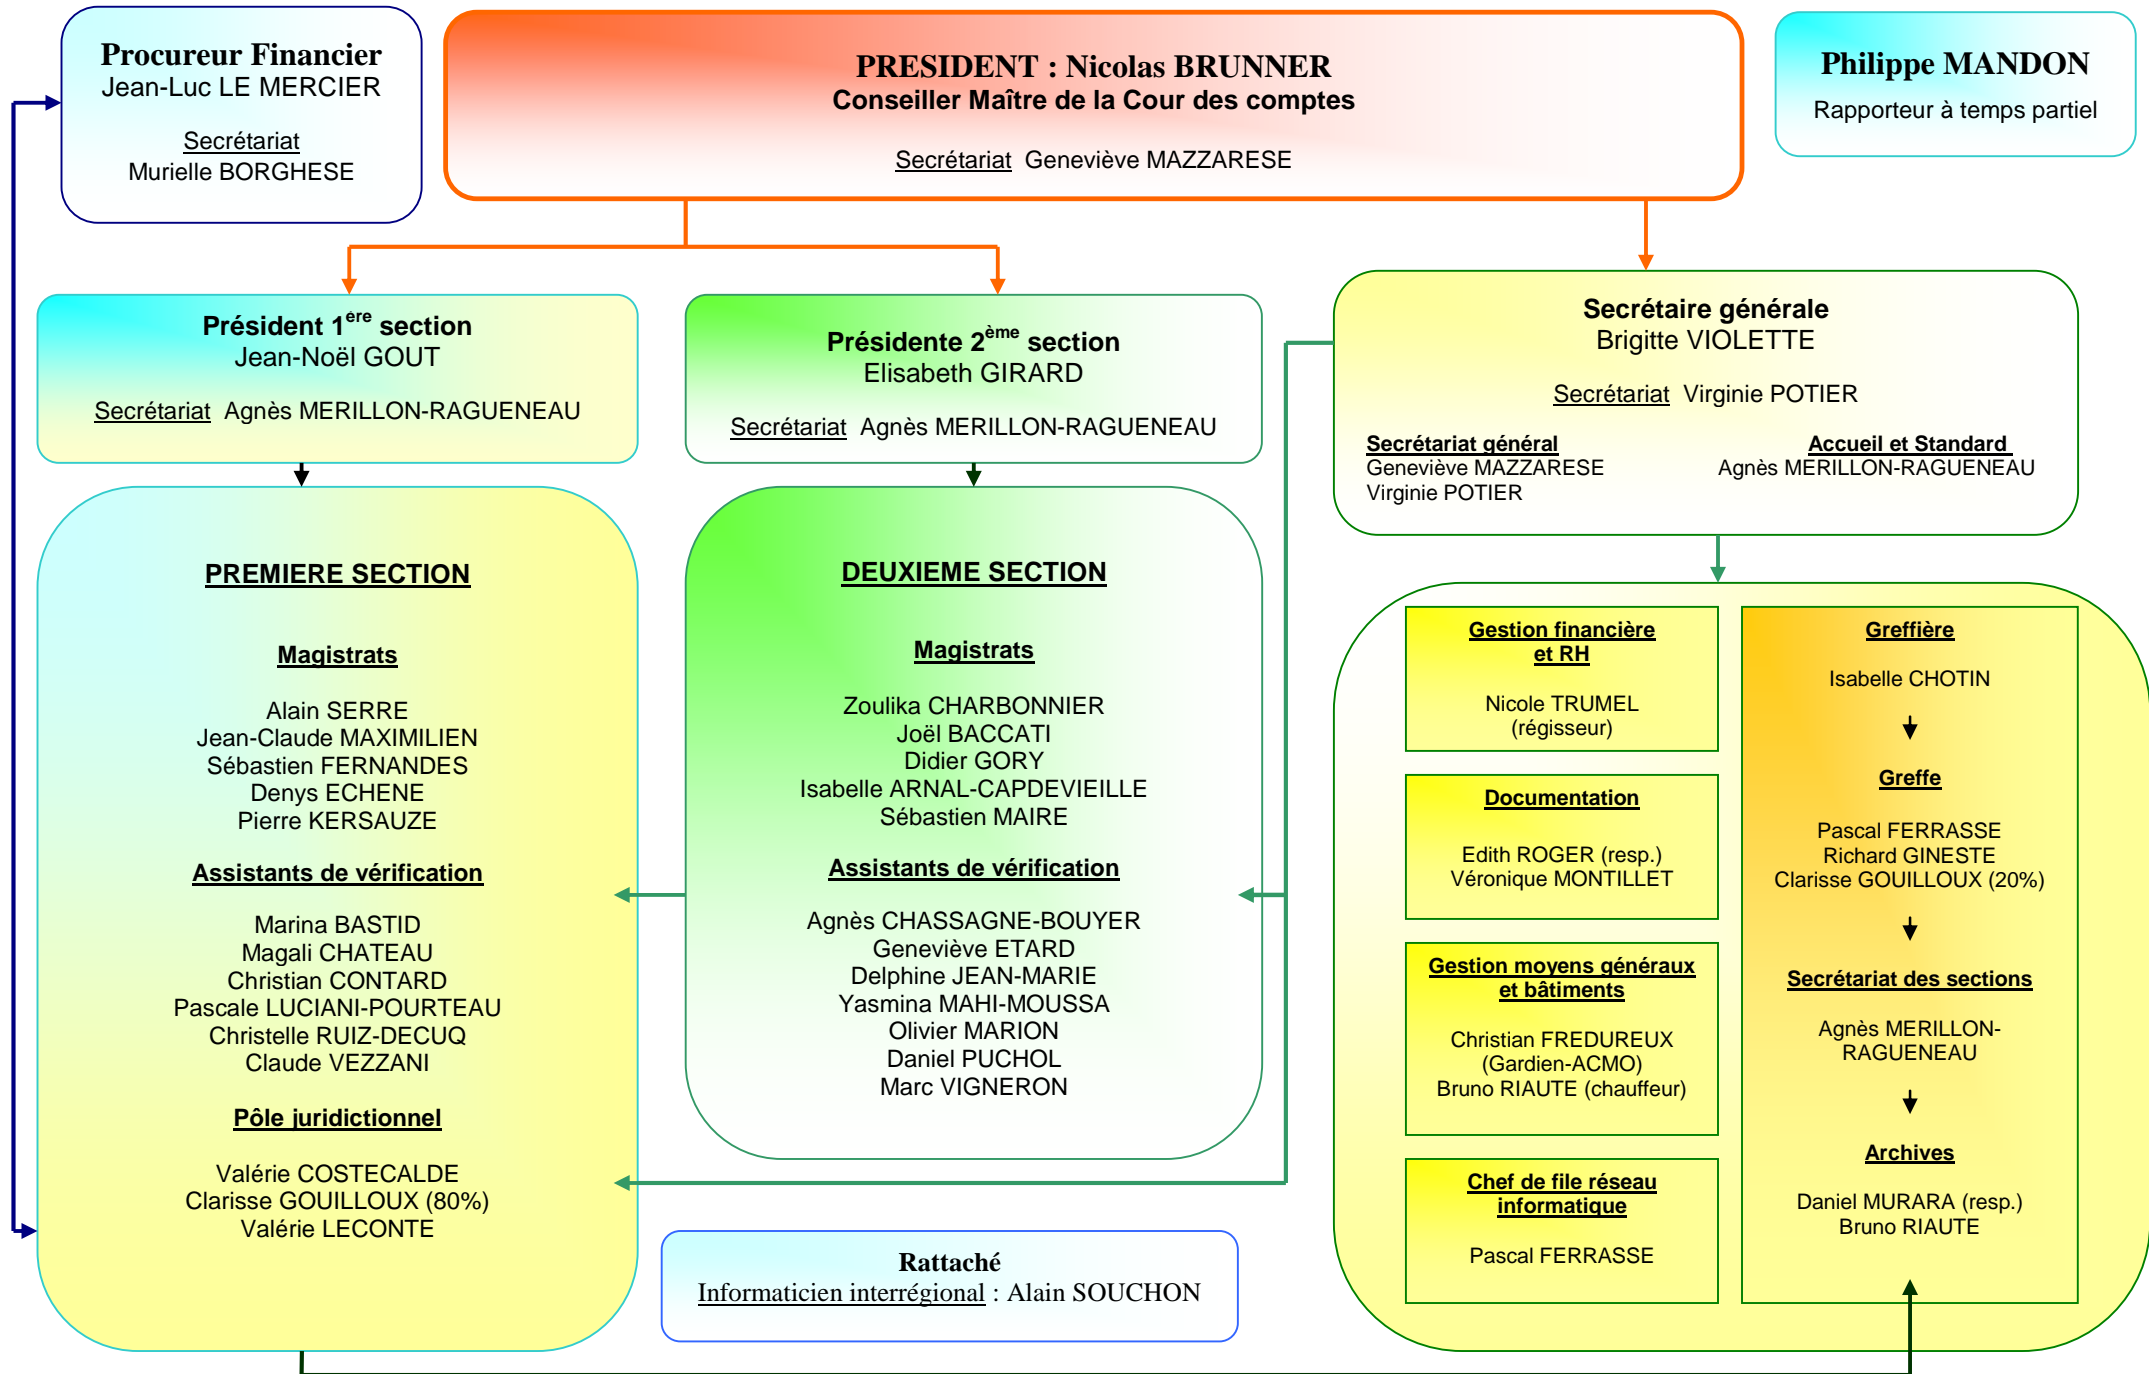 Procureur Financier
Jean-Luc LE MERCIER
Secrétariat
Murielle BORGHESE
PRESIDENT : Nicolas BRUNNER
Conseiller Maître de la Cour des comptes
Secrétariat Geneviève MAZZARESE
Philippe MANDON
Rapporteur à temps partiel
Président 1ère section
Jean-Noël GOUT
Secrétariat Agnès MERILLON-RAGUENEAU
Présidente 2ème section
Elisabeth GIRARD
Secrétariat Agnès MERILLON-RAGUENEAU
Secrétaire générale
Brigitte VIOLETTE
Secrétariat Virginie POTIER
Secrétariat général
Geneviève MAZZARESE
Virginie POTIER
Accueil et Standard
Agnès MERILLON-RAGUENEAU
PREMIERE SECTION
Magistrats
Alain SERRE
Jean-Claude MAXIMILIEN
Sébastien FERNANDES
Denys ECHENE
Pierre KERSAUZE
Assistants de vérification
Marina BASTID
Magali CHATEAU
Christian CONTARD
Pascale LUCIANI-POURTEAU
Christelle RUIZ-DECUQ
Claude VEZZANI
Pôle juridictionnel
Valérie COSTECALDE
Clarisse GOUILLOUX (80%)
Valérie LECONTE
DEUXIEME SECTION
Magistrats
Zoulika CHARBONNIER
Joël BACCATI
Didier GORY
Isabelle ARNAL-CAPDEVIEILLE
Sébastien MAIRE
Assistants de vérification
Agnès CHASSAGNE-BOUYER
Geneviève ETARD
Delphine JEAN-MARIE
Yasmina MAHI-MOUSSA
Olivier MARION
Daniel PUCHOL
Marc VIGNERON
Rattaché
Informaticien interrégional : Alain SOUCHON
Gestion financière
et RH
Nicole TRUMEL
(régisseur)
Documentation
Edith ROGER (resp.)
Véronique MONTILLET
Gestion moyens généraux
et bâtiments
Christian FREDUREUX
(Gardien-ACMO)
Bruno RIAUTE (chauffeur)
Chef de file réseau
informatique
Pascal FERRASSE
Greffière
Isabelle CHOTIN
Greffe
Pascal FERRASSE
Richard GINESTE
Clarisse GOUILLOUX (20%)
Secrétariat des sections
Agnès MERILLON-
RAGUENEAU
Archives
Daniel MURARA (resp.)
Bruno RIAUTE